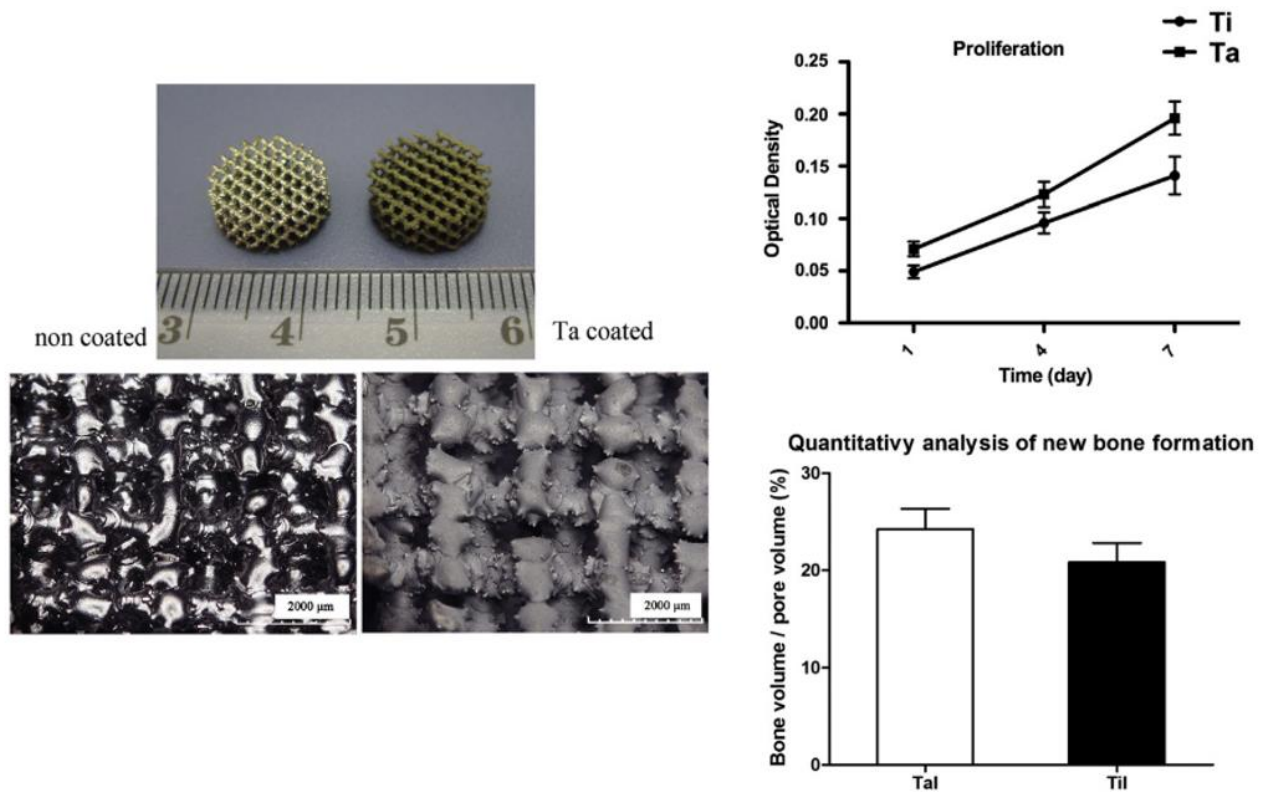 3 4 5 6
non coated
Ta coated
2000 μm
2000 μm
Ti
Ta
Proliferation
0.25
0.20
0.15
0.10
0.05
0.00
Optical Density
1 4 7
Time (day)
Quantitativy analysis of new bone formation
30
20
10
0
Bone volume / pore volume (%)
TaI TiI